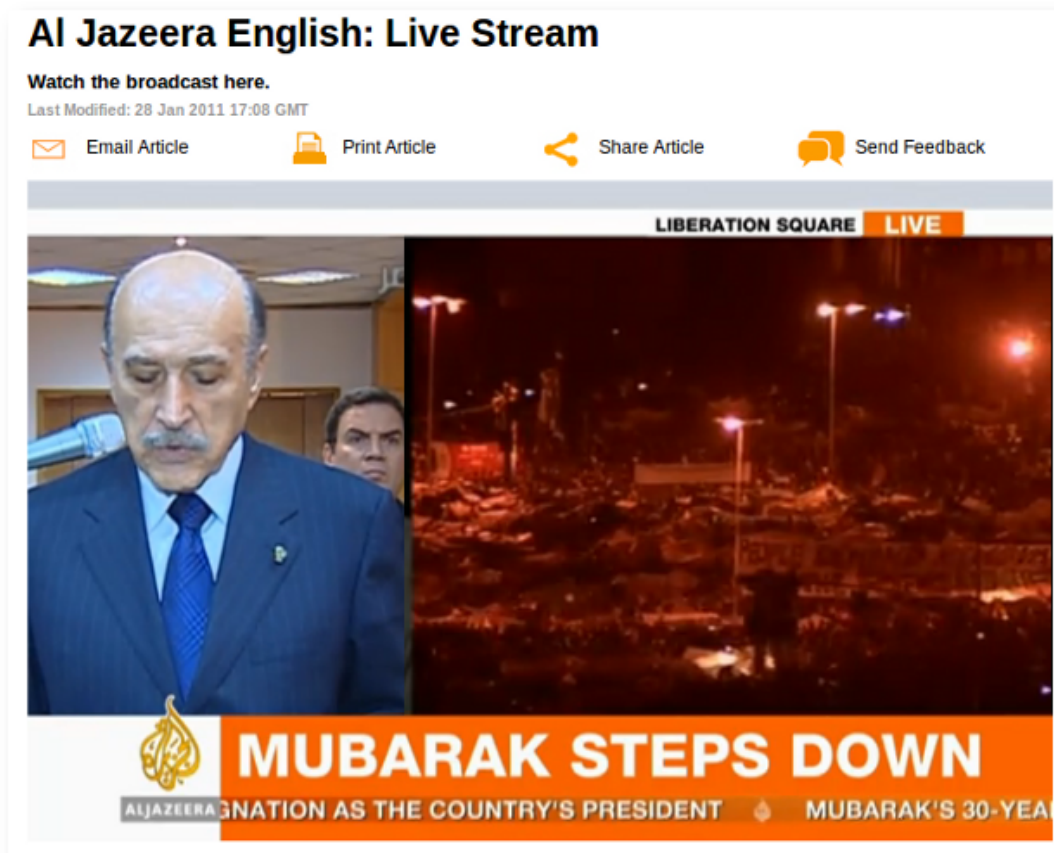 Al Jazeera English: Live Stream
Watch the broadcast here.
Last Modified: 28 Jan 2011 17:08 GMT
Email Article Print Article Share Article Send Feedback
LIBERATION SQUARE LIVE
MUBARAK STEPS DOWN
ALJAZEERA GNATION AS THE COUNTRY'S PRESIDENT MUBARAK'S 30-YEA